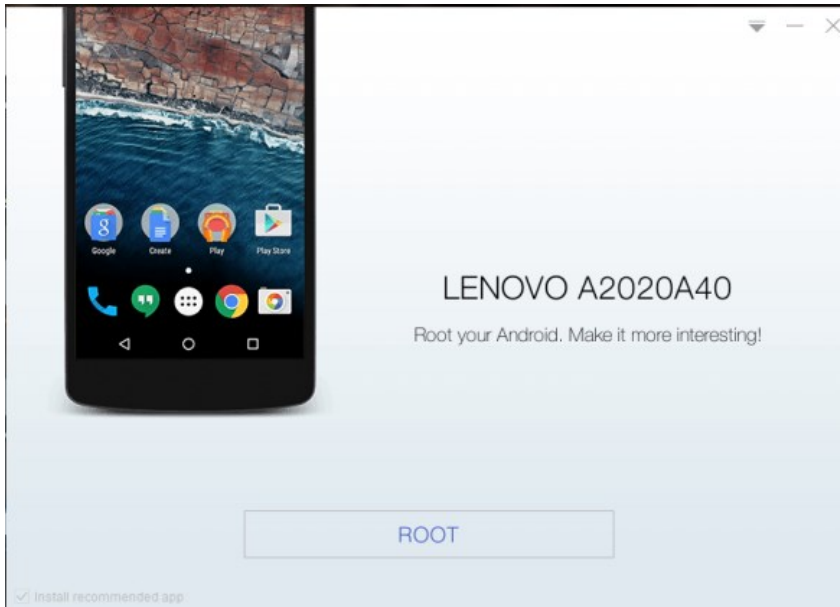 Google Create Play Play Store
LENOVO A2020A40
Root your Android. Make it more interesting!
ROOT
Install recommended app